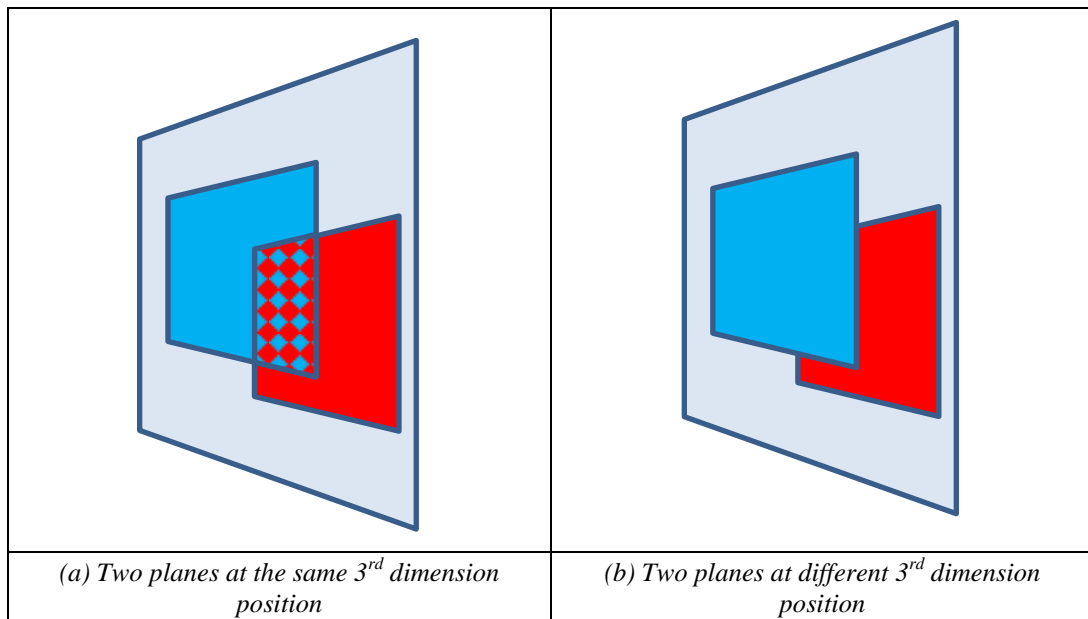 (a) Two planes at the same 3rd dimension
position
(b) Two planes at different 3rd dimension
position